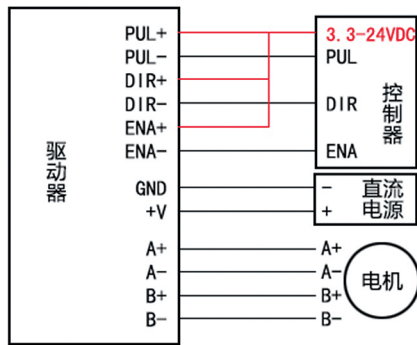 驱动器
PUL+
PUL-
DIR+
DIR-
ENA+
ENA-
GND
+V
A+
A-
B+
B-
3.3-24VDC
PUL
DIR
ENA
控制器
- 直流
+ 电源
A+
A-
B+
B-
电机